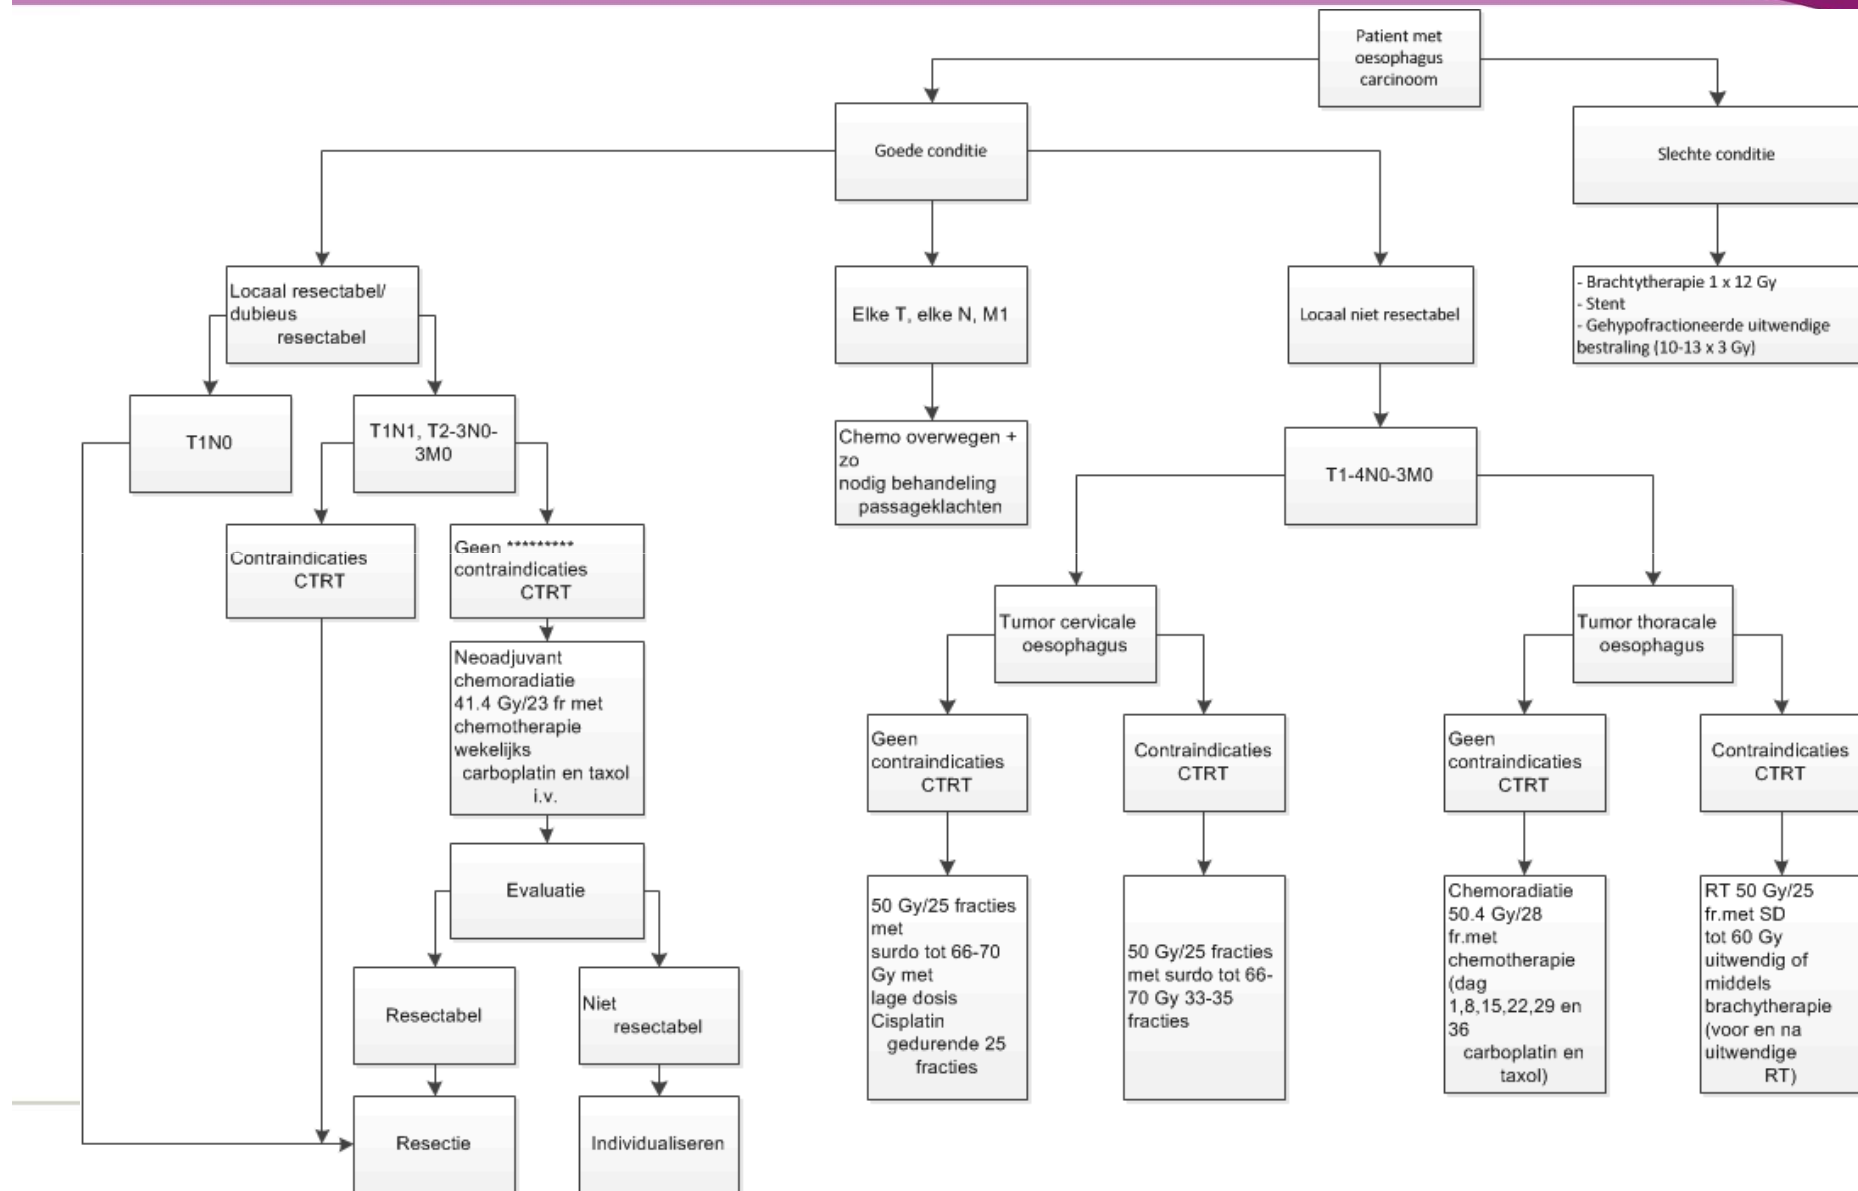 Patient met
oesophagus
carcinoom
Goede conditie
Slechte conditie
Locaal resectabel/
dubieus
resectabel
Elke T, elke N, M1
Locaal niet resectabel
- Brachtytherapie 1 x 12 Gy
- Stent
- Gehypofractioneerde uitwendige
bestraling (10-13 x 3 Gy)
T1N0
T1N1, T2-3N0-
3M0
Chemo overwegen +
zo
nodig behandeling
passageklachten
T1-4N0-3M0
Contraindicaties
CTRT
Geen *********
contraindicaties
CTRT
Tumor cervicale
oesophagus
Tumor thoracale
oesophagus
Neoadjuvant
chemoradiatie
41.4 Gy/23 fr met
chemotherapie
wekelijks
carboplatin en taxol
i.v.
Geen
contraindicaties
CTRT
Contraindicaties
CTRT
Geen
contraindicaties
CTRT
Contraindicaties
CTRT
Evaluatie
50 Gy/25 fracties
met
surdo tot 66-70
Gy met
lage dosis
Cisplatin
gedurende 25
fracties
50 Gy/25 fracties
met surdo tot 66-
70 Gy 33-35
fracties
Chemoradiatie
50.4 Gy/28
fr.met
chemotherapie
(dag
1,8,15,22,29 en
36
carboplatin en
taxol)
RT 50 Gy/25
fr.met SD
tot 60 Gy
uitwendig of
middels
brachytherapie
(voor en na
uitwendige
RT)
Resectabel
Niet
resectabel
Resectie
Individualiseren